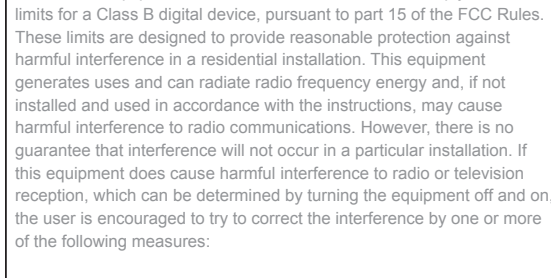 limits for a Class B digital device, pursuant to part 15 of the FCC Rules.
These limits are designed to provide reasonable protection against
harmful interference in a residential installation. This equipment
generates uses and can radiate radio frequency energy and, if not
installed and used in accordance with the instructions, may cause
harmful interference to radio communications. However, there is no
guarantee that interference will not occur in a particular installation. If
this equipment does cause harmful interference to radio or television
reception, which can be determined by turning the equipment off and on,
the user is encouraged to try to correct the interference by one or more
of the following measures: